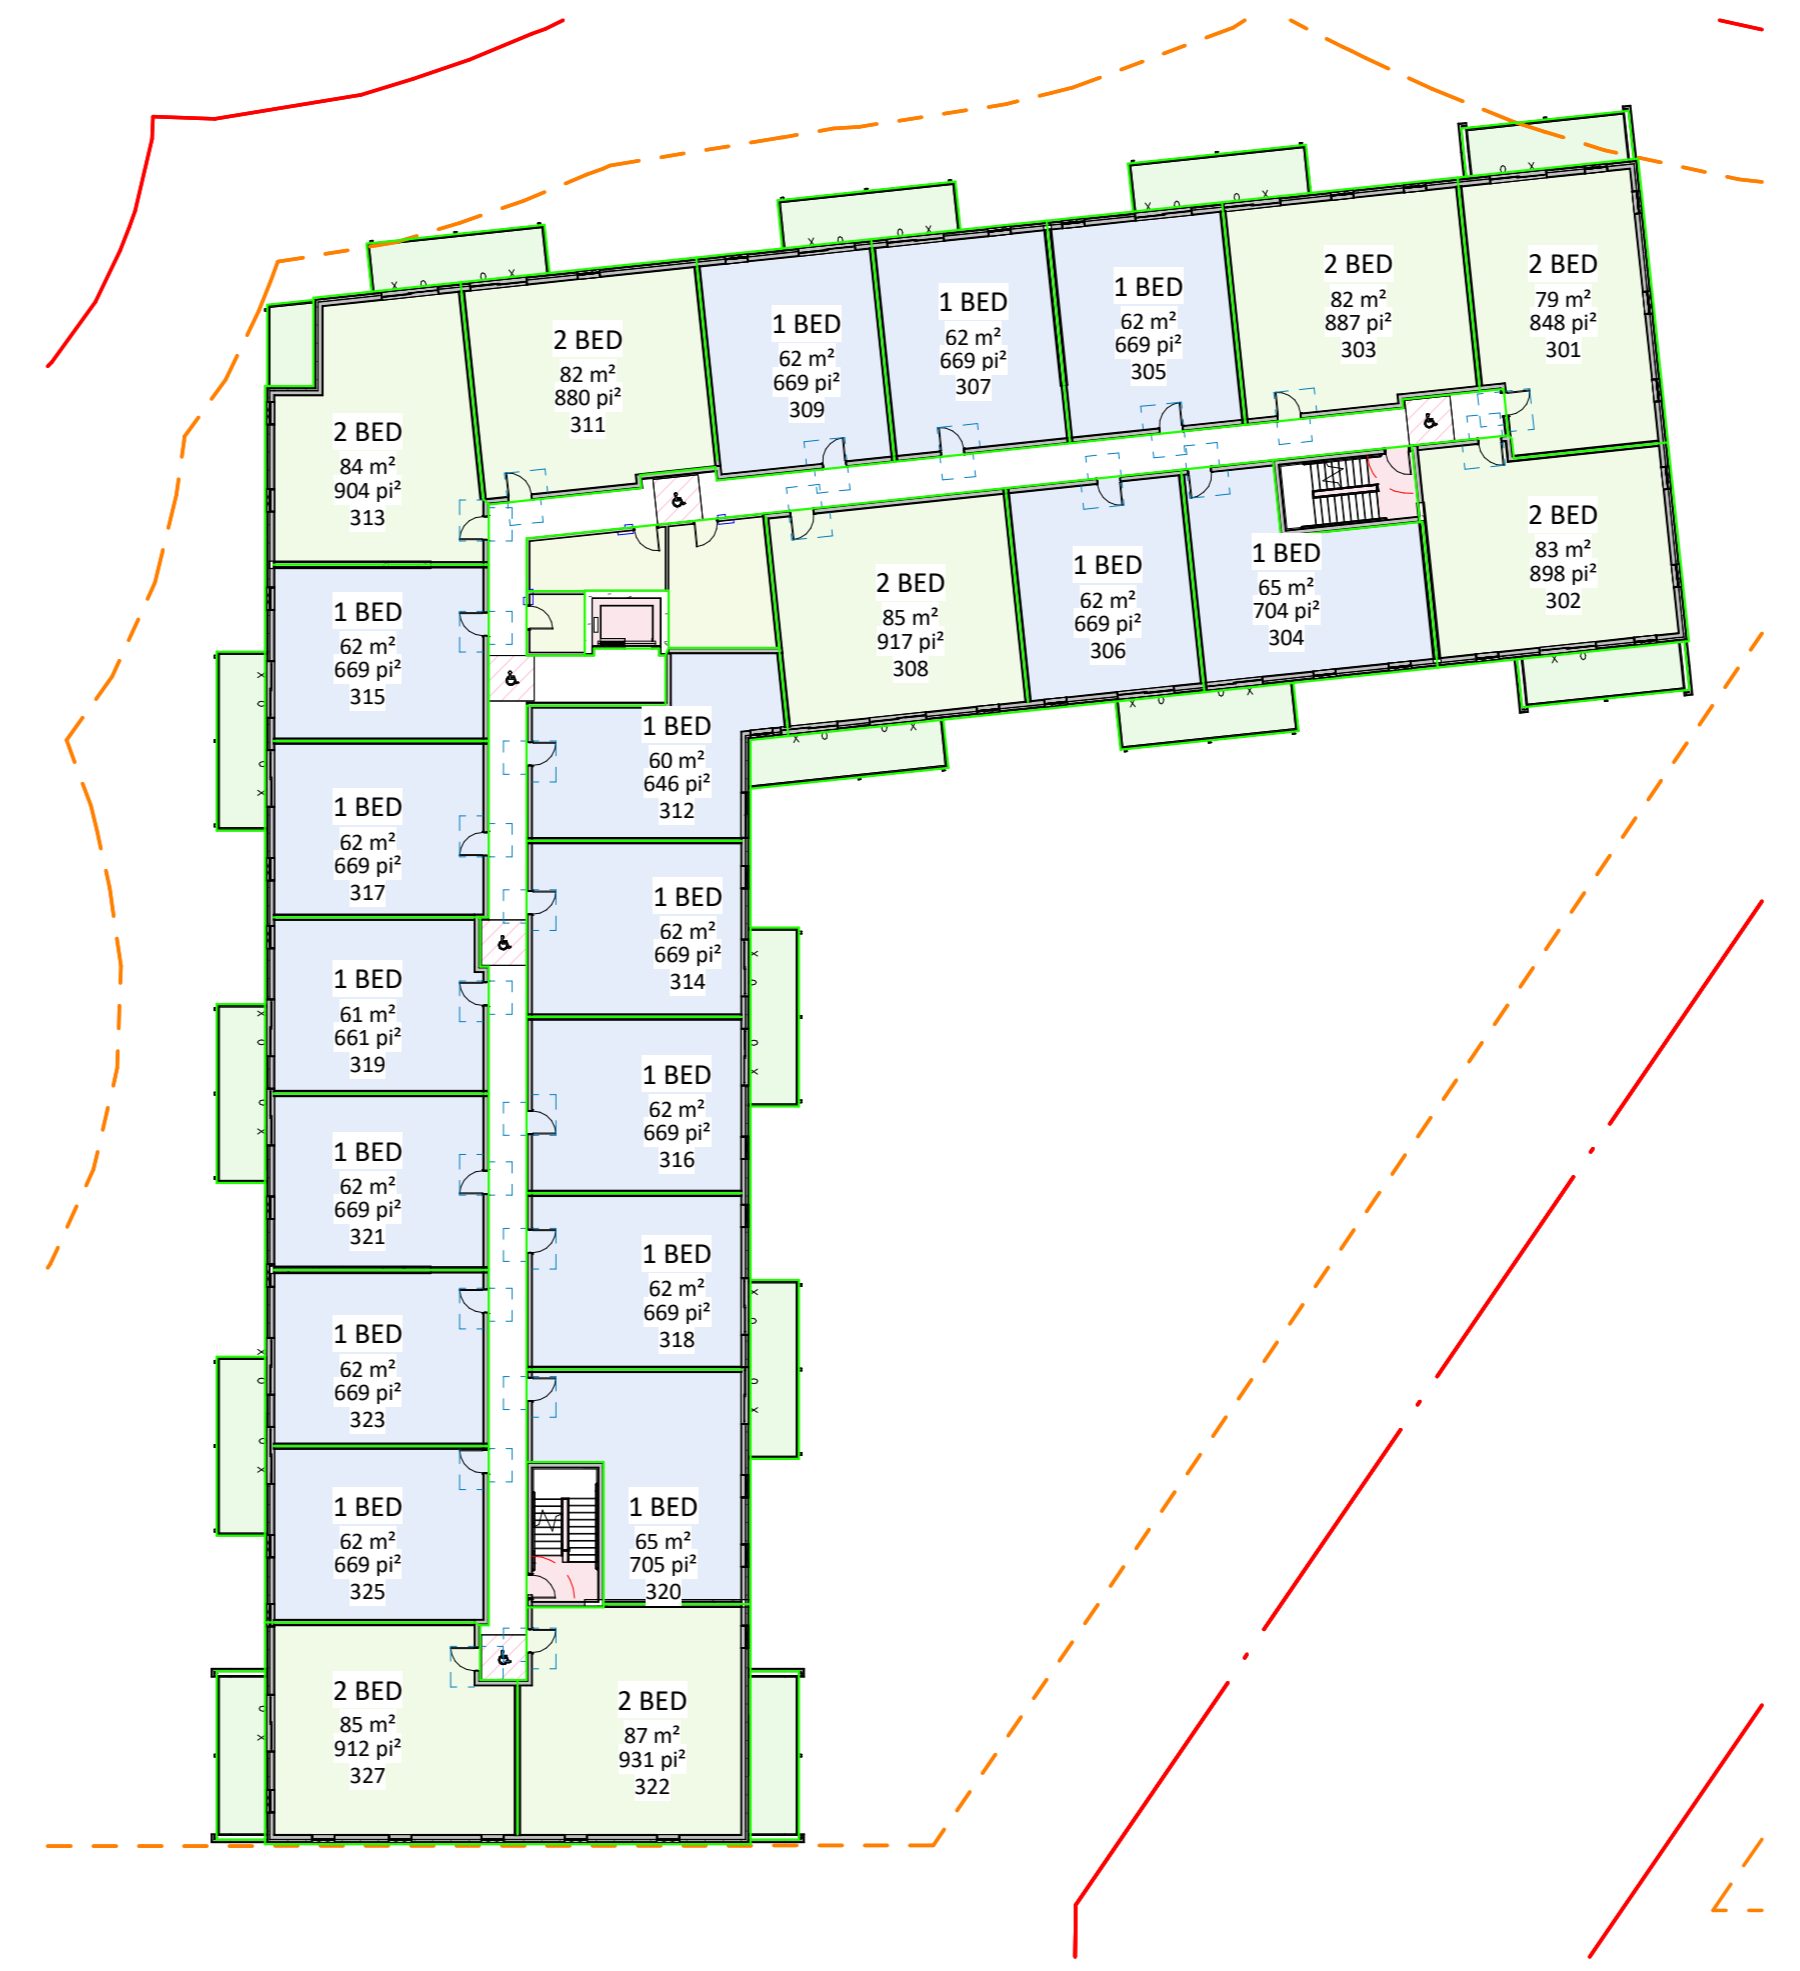 2 BED
79 m²
848 pi²
301
2 BED
82 m²
887 pi²
303
1 BED
62 m²
669 pi²
305
1 BED
62 m²
669 pi²
307
1 BED
62 m²
669 pi²
309
2 BED
82 m²
880 pi²
311
2 BED
84 m²
904 pi²
313
2 BED
83 m²
898 pi²
302
1 BED
65 m²
704 pi²
304
1 BED
62 m²
669 pi²
306
2 BED
85 m²
917 pi²
308
1 BED
62 m²
669 pi²
315
1 BED
60 m²
646 pi²
312
1 BED
62 m²
669 pi²
317
1 BED
62 m²
669 pi²
314
1 BED
61 m²
661 pi²
319
1 BED
62 m²
669 pi²
316
1 BED
62 m²
669 pi²
321
1 BED
62 m²
669 pi²
318
1 BED
62 m²
669 pi²
323
1 BED
62 m²
669 pi²
325
1 BED
65 m²
705 pi²
320
2 BED
85 m²
912 pi²
327
2 BED
87 m²
931 pi²
322